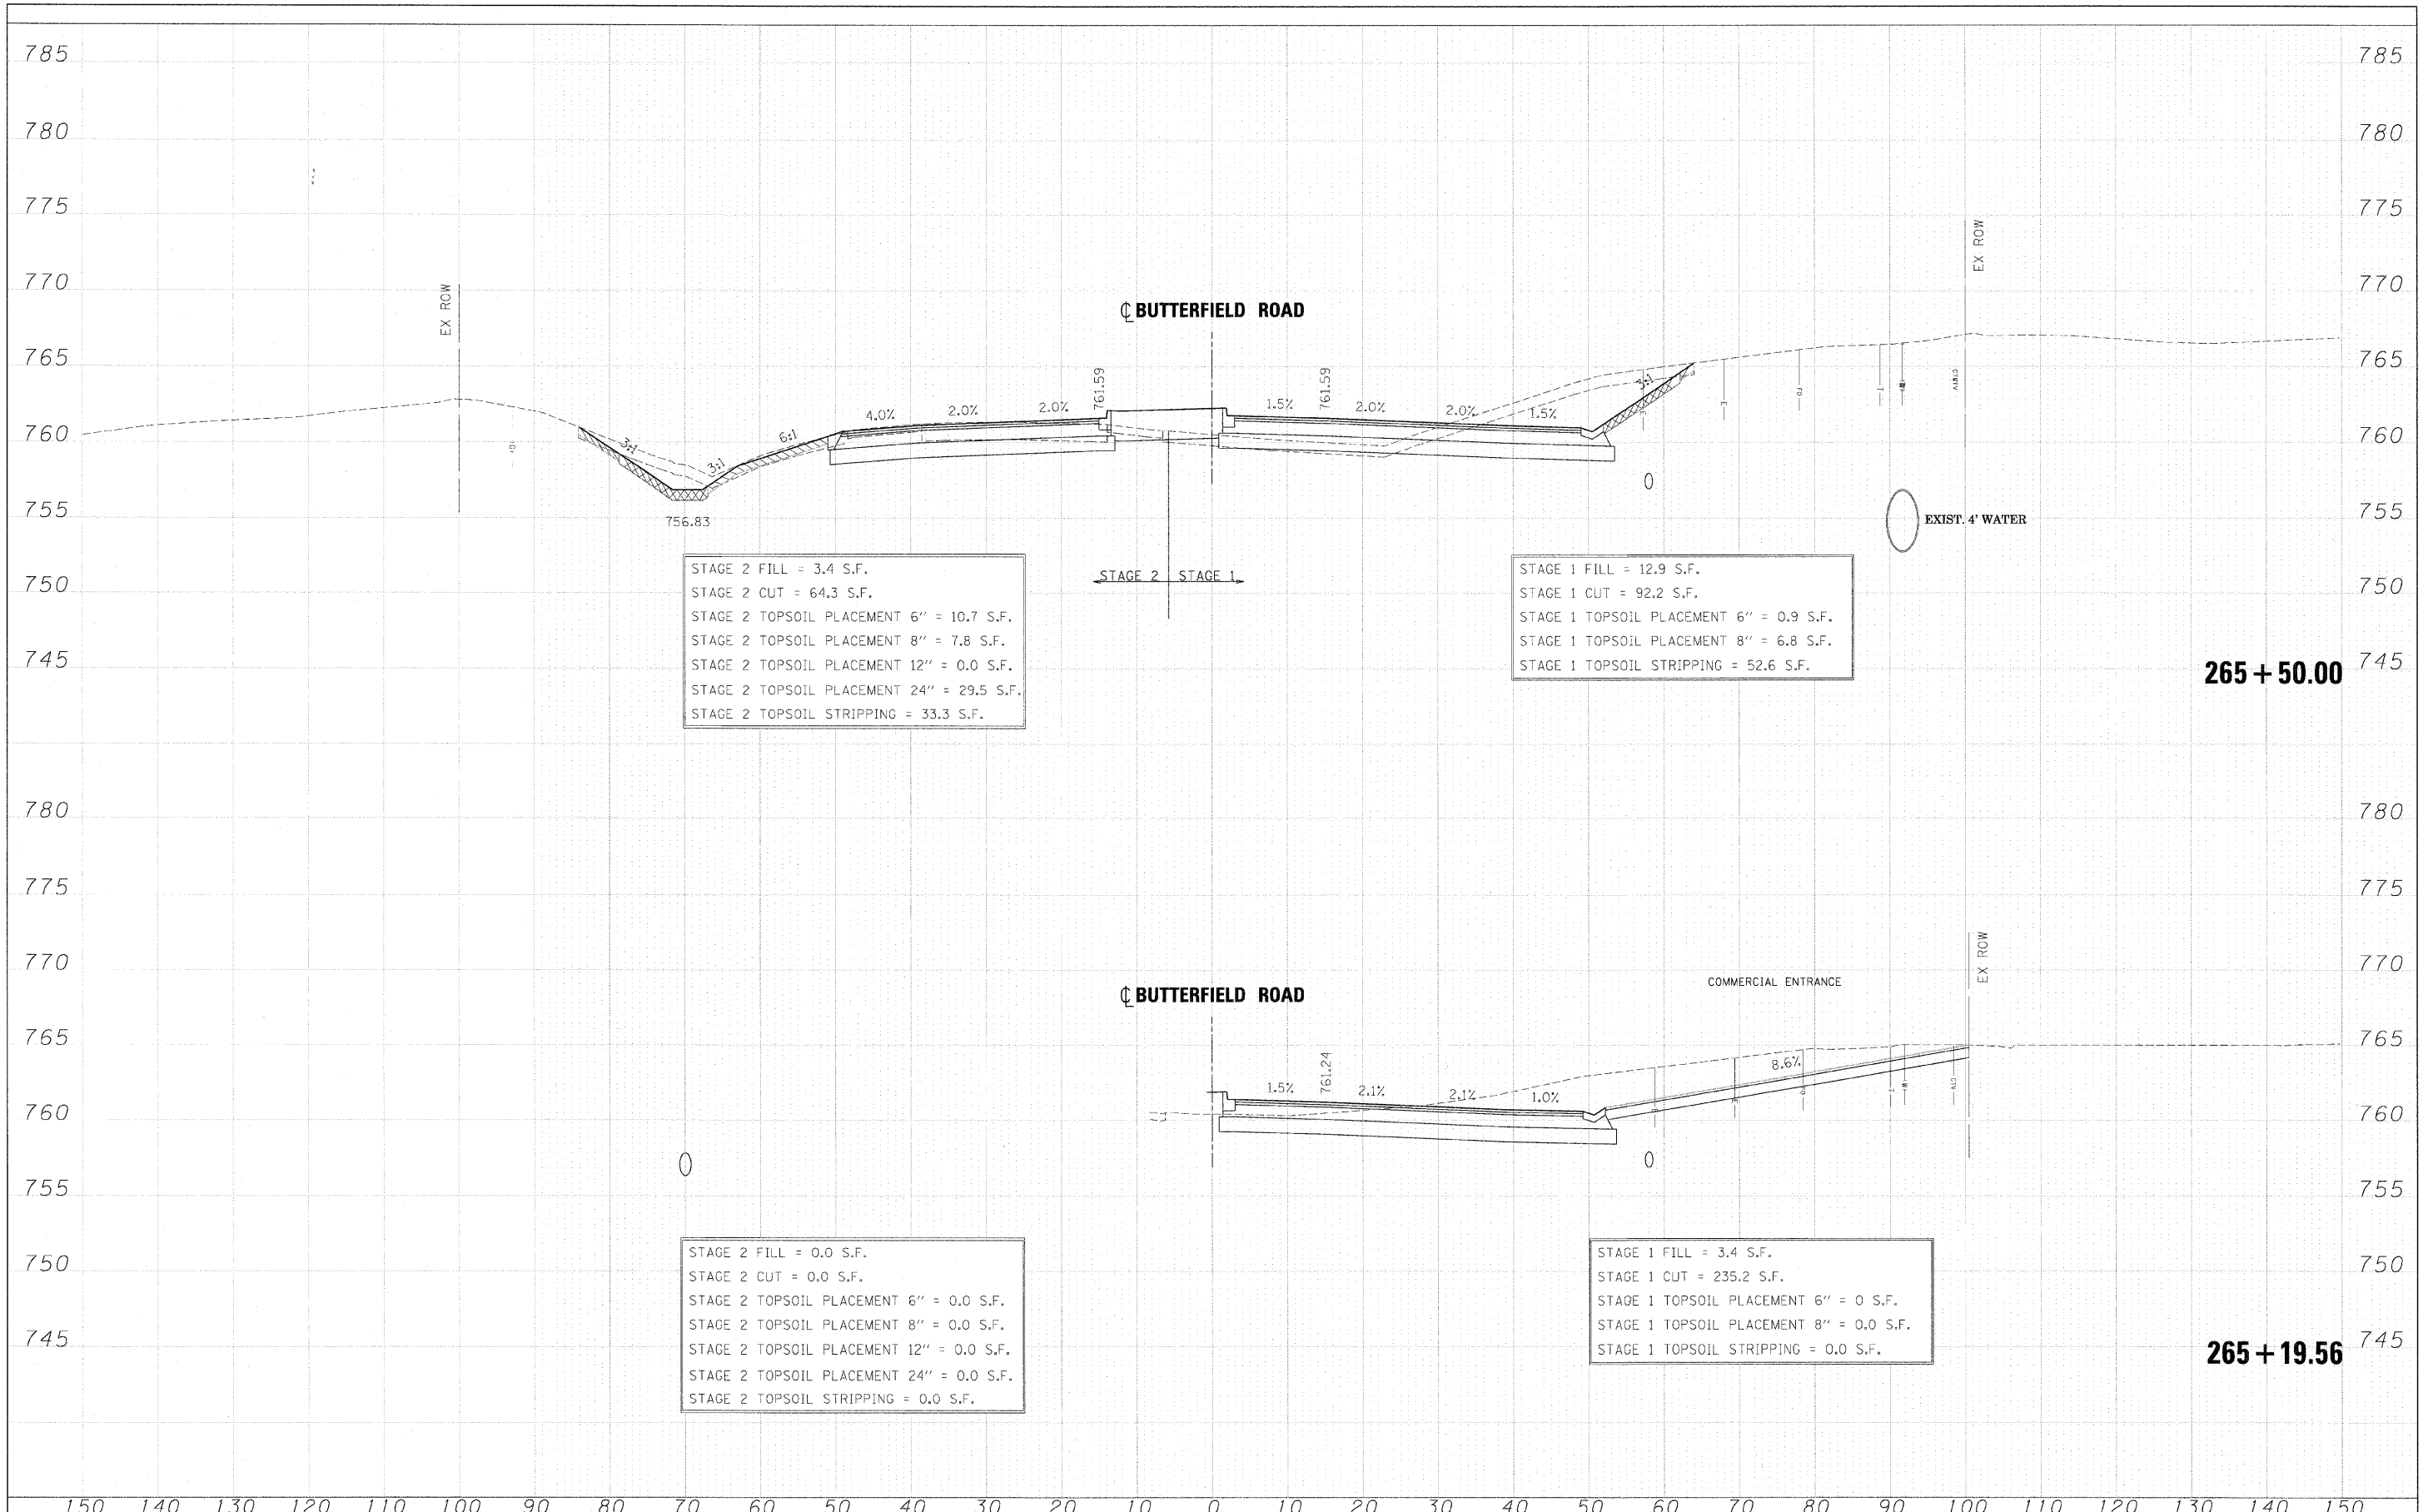 785 785
780 780
775 775
EX ROW
770 770
EX ROW
℄ BUTTERFIELD ROAD
765 765
761.59 761.59
4.0% 2.0% 2.0% 1.5% 2.0% 2.0% 1.5% 3:1
3:1 3:1 6:1
E E T W CTV
760 760
755 755
756.83
EXIST. 4' WATER
STAGE 2 FILL = 3.4 S.F.
STAGE 2 CUT = 64.3 S.F.
STAGE 2 TOPSOIL PLACEMENT 6" = 10.7 S.F.
STAGE 2 TOPSOIL PLACEMENT 8" = 7.8 S.F.
STAGE 2 TOPSOIL PLACEMENT 12" = 0.0 S.F.
STAGE 2 TOPSOIL PLACEMENT 24" = 29.5 S.F.
STAGE 2 TOPSOIL STRIPPING = 33.3 S.F.
STAGE 2 STAGE 1
STAGE 1 FILL = 12.9 S.F.
STAGE 1 CUT = 92.2 S.F.
STAGE 1 TOPSOIL PLACEMENT 6" = 0.9 S.F.
STAGE 1 TOPSOIL PLACEMENT 8" = 6.8 S.F.
STAGE 1 TOPSOIL STRIPPING = 52.6 S.F.
750 750
745 745
265+50.00
780 780
775 775
770 770
EX ROW
COMMERCIAL ENTRANCE
℄ BUTTERFIELD ROAD
765 765
761.24
1.5% 2.1% 2.1% 1.0% 8.6%
E E T W CTV
760 760
755 755
750 750
STAGE 2 FILL = 0.0 S.F.
STAGE 2 CUT = 0.0 S.F.
STAGE 2 TOPSOIL PLACEMENT 6" = 0.0 S.F.
STAGE 2 TOPSOIL PLACEMENT 8" = 0.0 S.F.
STAGE 2 TOPSOIL PLACEMENT 12" = 0.0 S.F.
STAGE 2 TOPSOIL PLACEMENT 24" = 0.0 S.F.
STAGE 2 TOPSOIL STRIPPING = 0.0 S.F.
STAGE 1 FILL = 3.4 S.F.
STAGE 1 CUT = 235.2 S.F.
STAGE 1 TOPSOIL PLACEMENT 6" = 0 S.F.
STAGE 1 TOPSOIL PLACEMENT 8" = 0.0 S.F.
STAGE 1 TOPSOIL STRIPPING = 0.0 S.F.
745 745
265+19.56
150 140 130 120 110 100 90 80 70 60 50 40 30 20 10 0 10 20 30 40 50 60 70 80 90 100 110 120 130 140 150